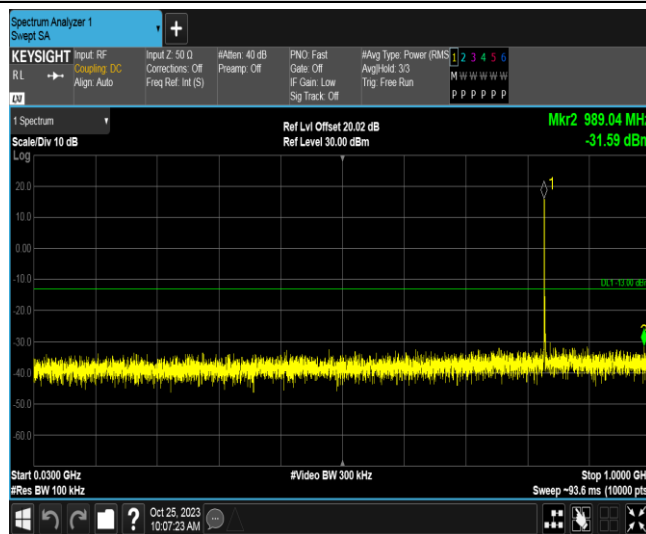 Spectrum Analyzer 1
Swept SA
+
KEYSIGHT Input: RF
RL
Coupling: DC
Align: Auto
LXI
Input Z: 50 Ω
Corrections: Off
Freq Ref: Int (S)
#Atten: 40 dB
Preamp: Off
PNO: Fast
Gate: Off
IF Gain: Low
Sig Track: Off
#Avg Type: Power (RMS
Avg|Hold: 3/3
Trig: Free Run
1 2 3 4 5 6
M W W W W W
P P P P P P
1 Spectrum
Scale/Div 10 dB
Ref Lvl Offset 20.02 dB
Ref Level 30.00 dBm
Mkr2 989.04 MHz
-31.59 dBm
Log
1
20.0
10.0
0.00
-10.0
DL1 -13.00 dBm
-20.0
-30.0
-40.0
-50.0
-60.0
Start 0.0300 GHz
#Video BW 300 kHz
Stop 1.0000 GHz
#Res BW 100 kHz
Sweep ~93.6 ms (10000 pts
?
Oct 25, 2023
10:07:23 AM